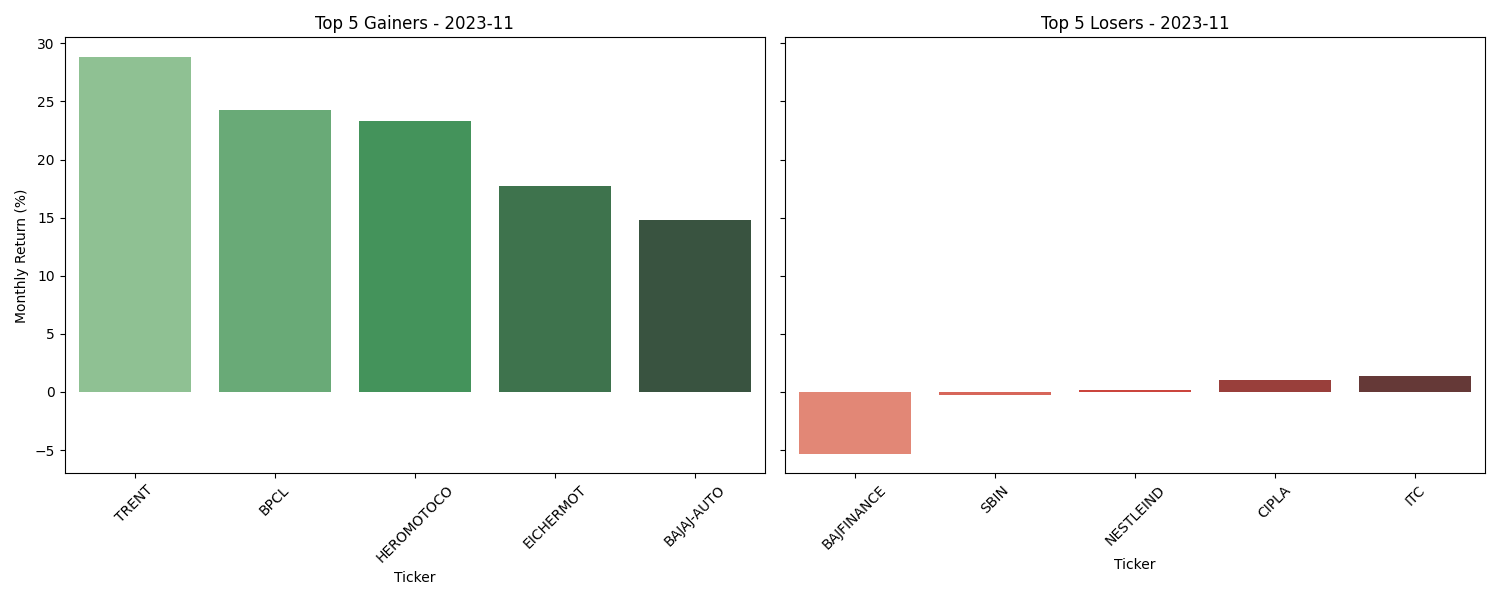 Top 5 Gainers - 2023-11
Monthly Return (%)
30
25
20
15
10
5
0
−5
TRENT
BPCL
HEROMOTOCO
EICHERMOT
BAJAJ-AUTO
Ticker
Top 5 Losers - 2023-11
BAJFINANCE
SBIN
NESTLEIND
CIPLA
ITC
Ticker